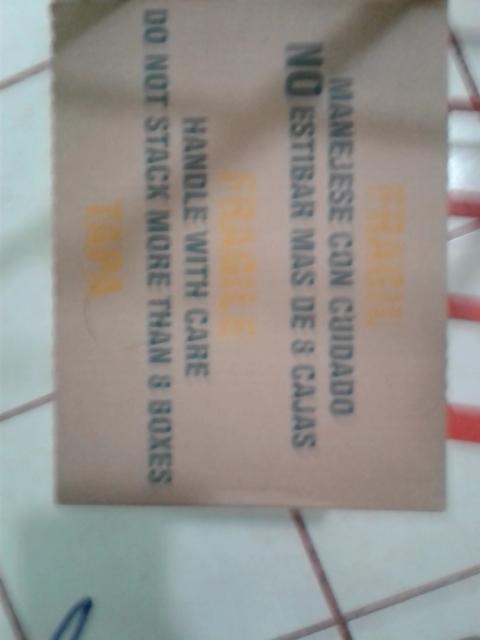 FRAGIL
MANEJESE CON CUIDADO
NO ESTIBAR MAS DE 8 CAJAS
FRAGILE
HANDLE WITH CARE
DO NOT STACK MORE THAN 8 BOXES
TAPA